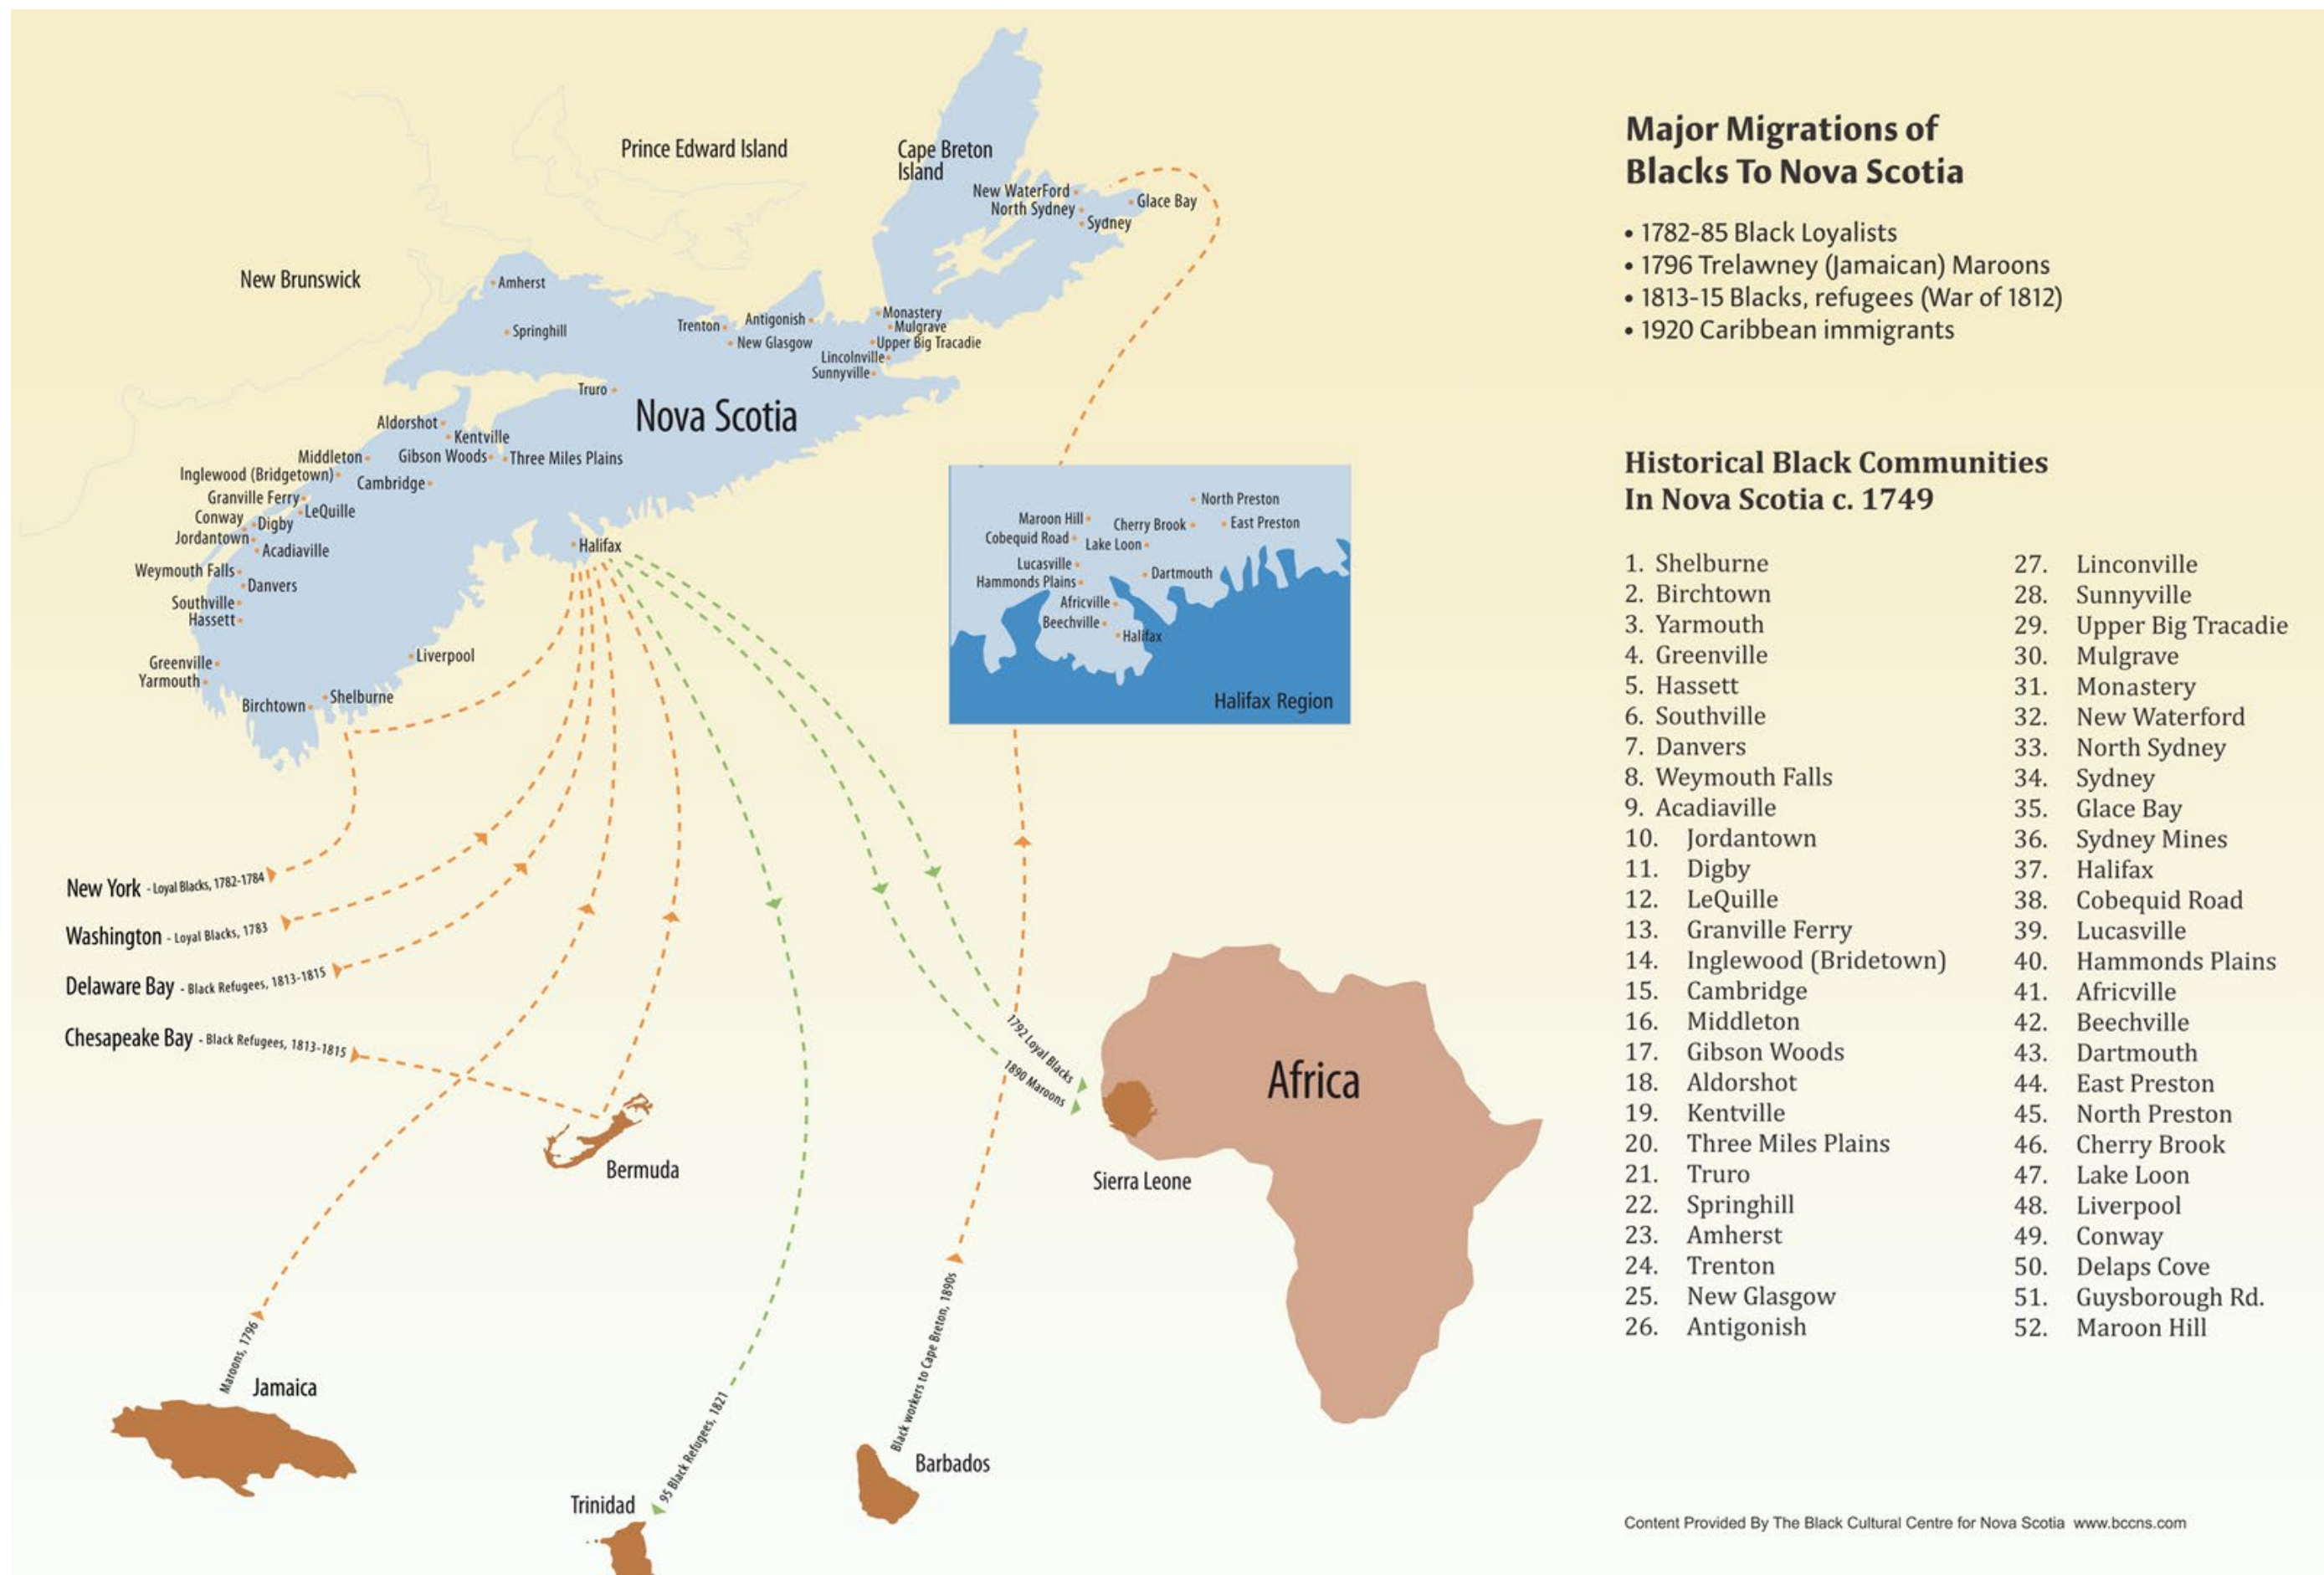 Prince Edward Island
Cape Breton
Island
New WaterFord
North Sydney
Glace Bay
Sydney
New Brunswick
Amherst
Springhill
Trenton
Antigonish
New Glasgow
Monastery
Mulgrave
Upper Big Tracadie
Lincolnville
Sunnyville
Truro
Nova Scotia
Aldorshot
Kentville
Middleton
Gibson Woods
Three Miles Plains
Inglewood (Bridgetown)
Cambridge
Granville Ferry
LeQuille
Conway
Digby
Jordantown
Acadiaville
Halifax
Weymouth Falls
Danvers
Southville
Hassett
Greenville
Yarmouth
Liverpool
Birchtown
Shelburne
North Preston
Maroon Hill
Cherry Brook
East Preston
Cobequid Road
Lake Loon
Lucasville
Hammonds Plains
Dartmouth
Africville
Beechville
Halifax
Halifax Region
New York - Loyal Blacks, 1782-1784
Washington - Loyal Blacks, 1783
Delaware Bay - Black Refugees, 1813-1815
Chesapeake Bay - Black Refugees, 1813-1815
1792 Loyal Blacks
1890 Maroons
Africa
Sierra Leone
Bermuda
Maroons, 1796
Jamaica
95 Black Refugees, 1821
Trinidad
Black workers to Cape Breton, 1890s
Barbados
Major Migrations of
Blacks To Nova Scotia
• 1782-85 Black Loyalists
• 1796 Trelawney (Jamaican) Maroons
• 1813-15 Blacks, refugees (War of 1812)
• 1920 Caribbean immigrants
Historical Black Communities
In Nova Scotia c. 1749
1. Shelburne
2. Birchtown
3. Yarmouth
4. Greenville
5. Hassett
6. Southville
7. Danvers
8. Weymouth Falls
9. Acadiaville
10. Jordantown
11. Digby
12. LeQuille
13. Granville Ferry
14. Inglewood (Bridetown)
15. Cambridge
16. Middleton
17. Gibson Woods
18. Aldorshot
19. Kentville
20. Three Miles Plains
21. Truro
22. Springhill
23. Amherst
24. Trenton
25. New Glasgow
26. Antigonish
27. Linconville
28. Sunnyville
29. Upper Big Tracadie
30. Mulgrave
31. Monastery
32. New Waterford
33. North Sydney
34. Sydney
35. Glace Bay
36. Sydney Mines
37. Halifax
38. Cobequid Road
39. Lucasville
40. Hammonds Plains
41. Africville
42. Beechville
43. Dartmouth
44. East Preston
45. North Preston
46. Cherry Brook
47. Lake Loon
48. Liverpool
49. Conway
50. Delaps Cove
51. Guysborough Rd.
52. Maroon Hill
Content Provided By The Black Cultural Centre for Nova Scotia www.bccns.com